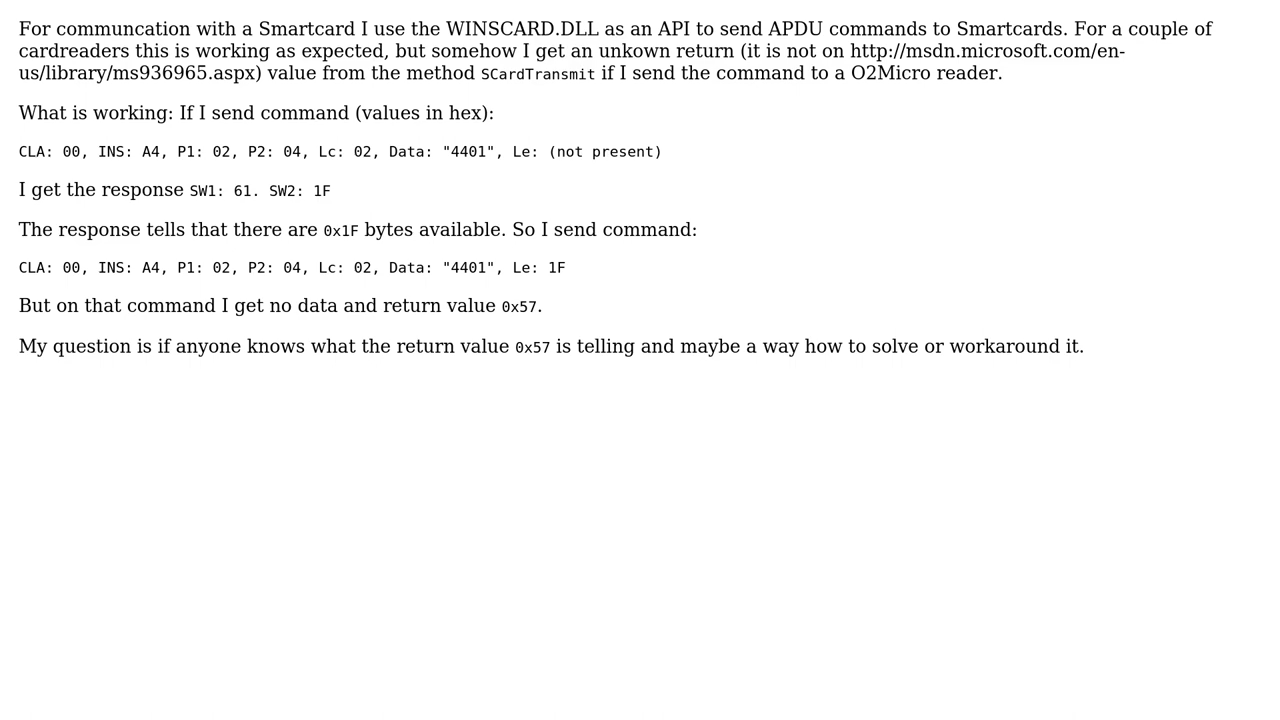 For communcation with a Smartcard I use the WINSCARD.DLL as an API to send APDU commands to Smartcards. For a couple of
cardreaders this is working as expected, but somehow I get an unkown return (it is not on http://msdn.microsoft.com/en-
us/library/ms936965.aspx) value from the method SCardTransmit if I send the command to a O2Micro reader.
What is working: If I send command (values in hex):
CLA: 00, INS: A4, P1: 02, P2: 04, Lc: 02, Data: "4401", Le: (not present)
I get the response SW1: 61. SW2: 1F
The response tells that there are 0x1F bytes available. So I send command:
CLA: 00, INS: A4, P1: 02, P2: 04, Lc: 02, Data: "4401", Le: 1F
But on that command I get no data and return value 0x57.
My question is if anyone knows what the return value 0x57 is telling and maybe a way how to solve or workaround it.